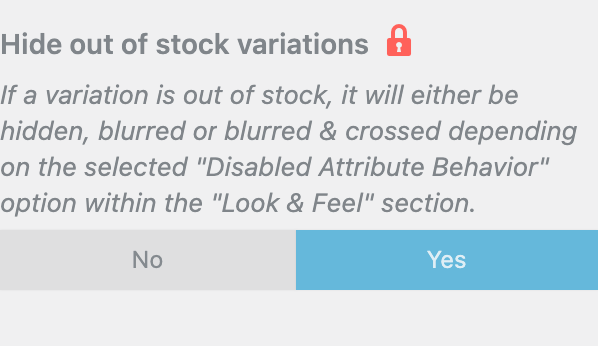 Hide out of stock variations
If a variation is out of stock, it will either be
hidden, blurred or blurred & crossed depending
on the selected "Disabled Attribute Behavior"
option within the "Look & Feel" section.
No
Yes